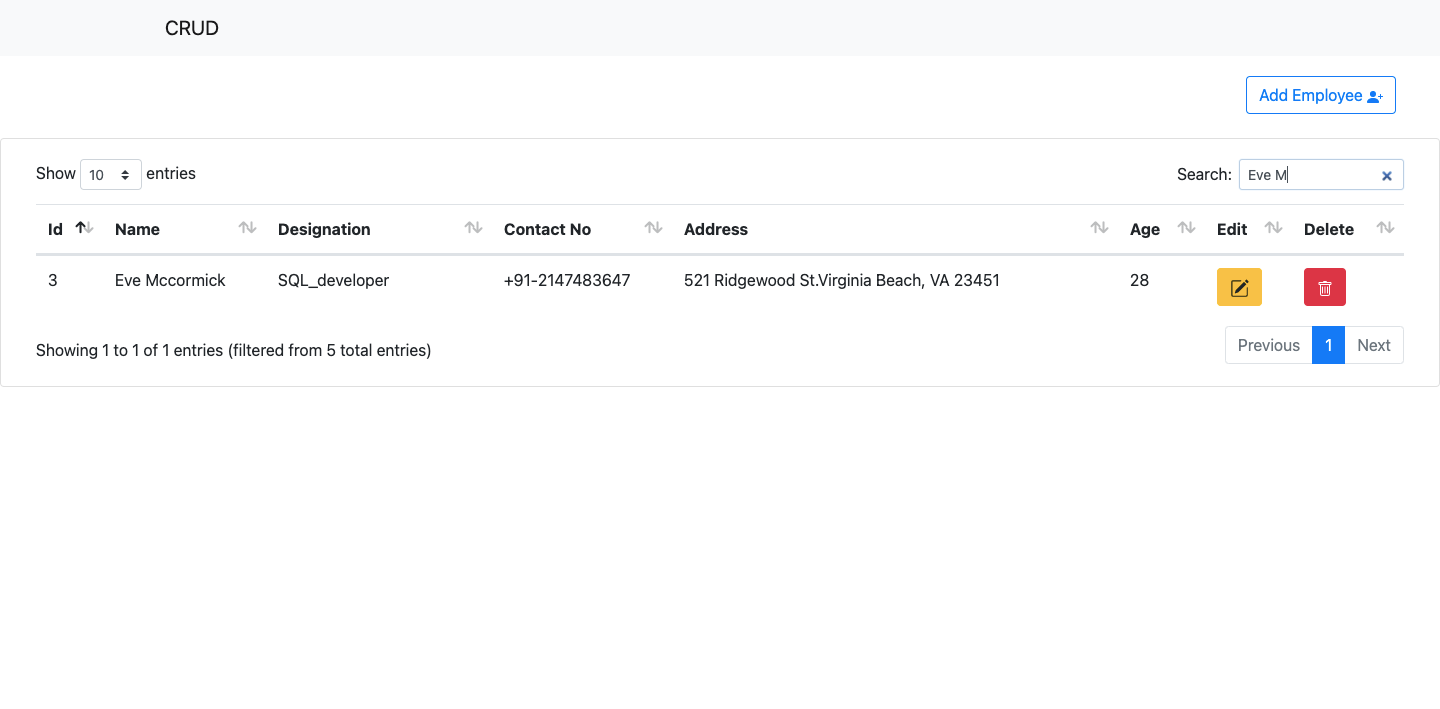 CRUD
Add Employee
Show 10 entries
Search: Eve M
Id Name Designation Contact No Address Age Edit Delete
3 Eve Mccormick SQL_developer +91-2147483647 521 Ridgewood St.Virginia Beach, VA 23451 28
Showing 1 to 1 of 1 entries (filtered from 5 total entries)
Previous 1 Next